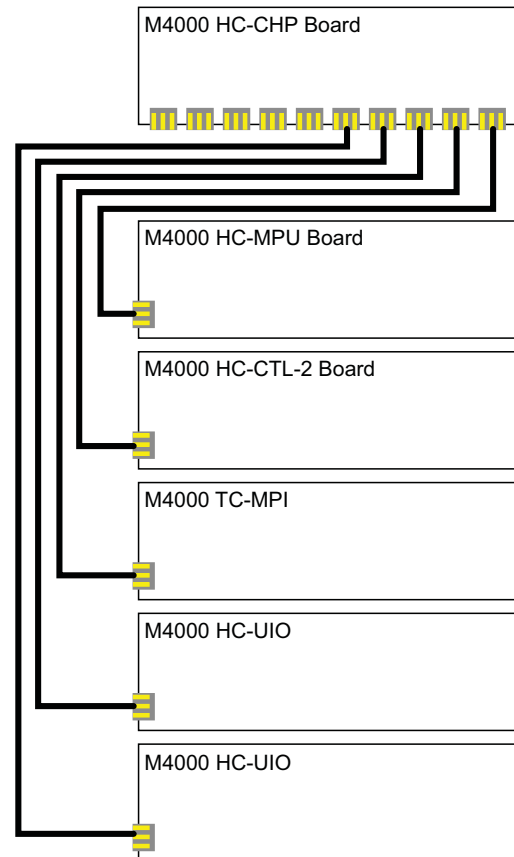 M4000 HC-CHP Board
M4000 HC-MPU Board
M4000 HC-CTL-2 Board
M4000 TC-MPI
M4000 HC-UIO
M4000 HC-UIO